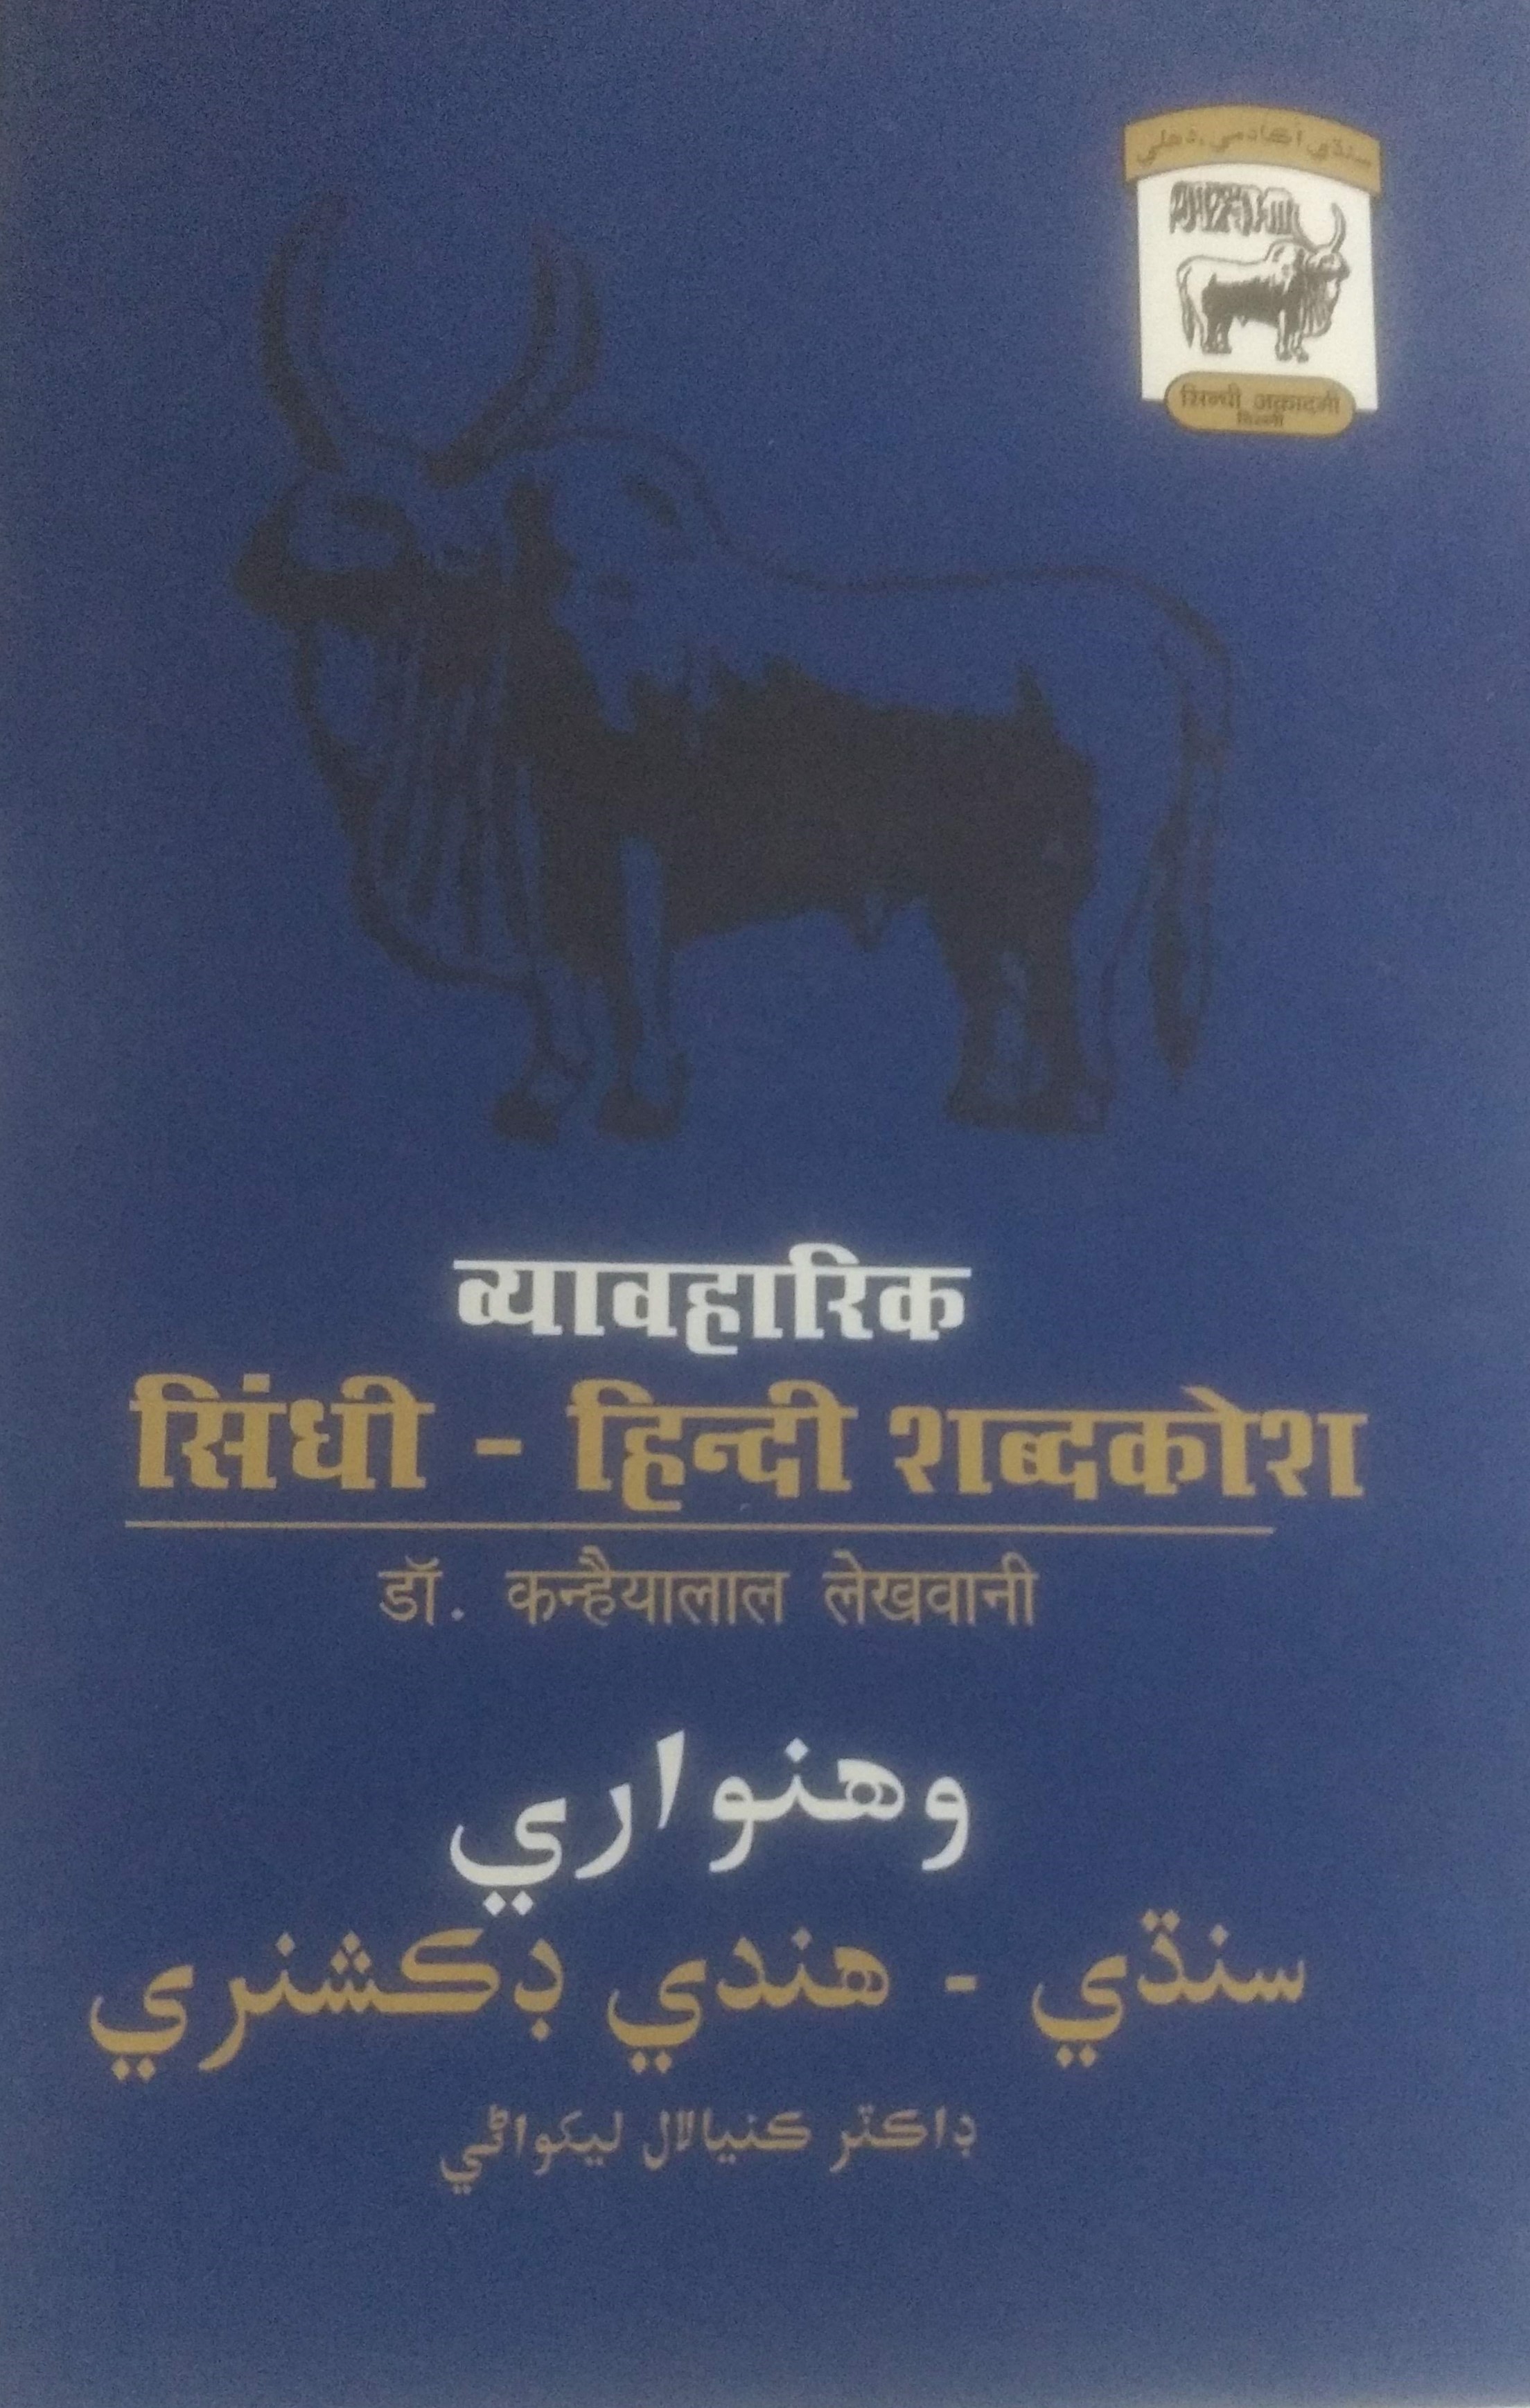 سنڌي اڪادمي، دهلي
सिन्धी अकादमी
दिल्ली
व्यावहारिक
सिंधी - हिन्दी शब्दकोश
डॉ. कन्हैयालाल लेखवानी
وهنواري
سنڌي - هندي ڊڪشنري
ڊاڪٽر ڪنيالال ليکواڻي